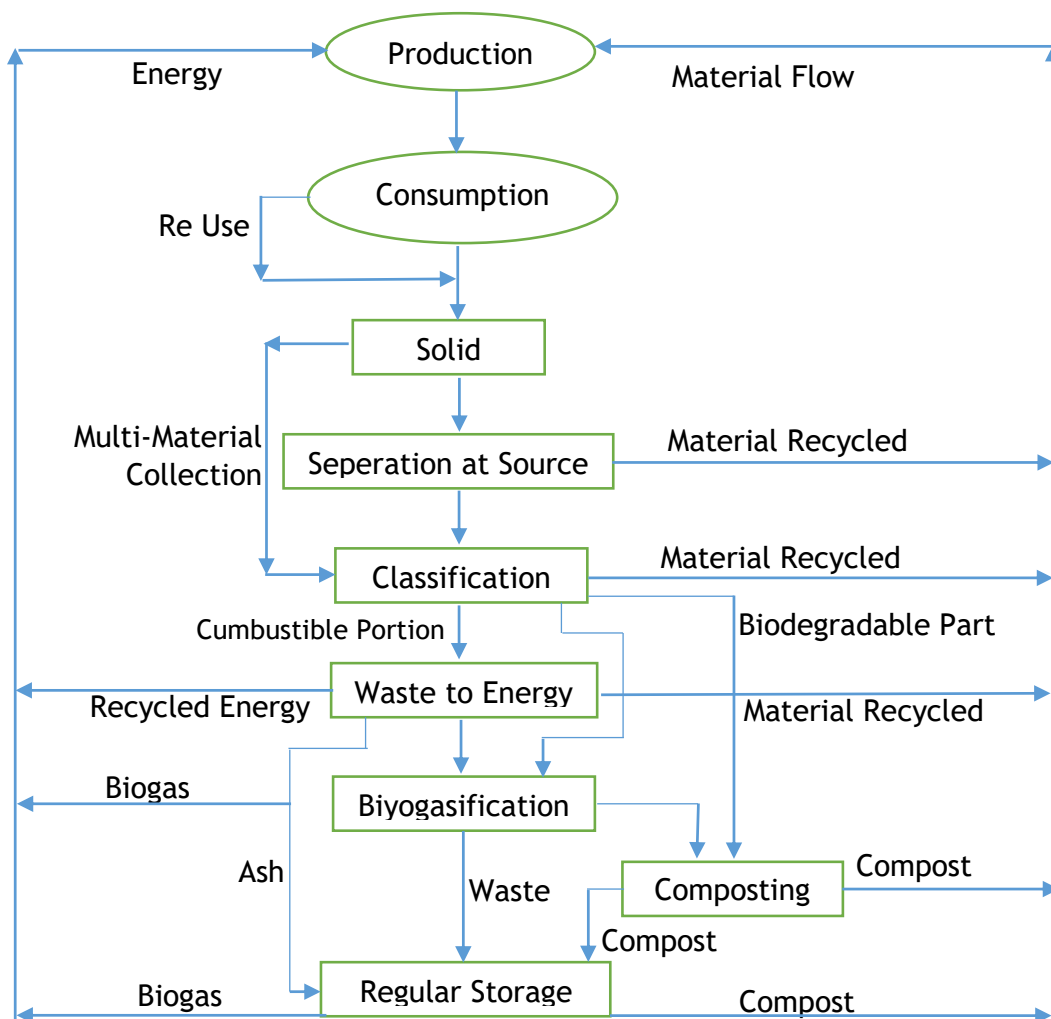 Production
Energy
Material Flow
Consumption
Re Use
Solid
Multi-Material
Collection
Material Recycled
Seperation at Source
Material Recycled
Classification
Cumbustible Portion
Biodegradable Part
Waste to Energy
Recycled Energy
Material Recycled
Biogas
Biyogasification
Ash
Waste
Composting
Compost
Compost
Regular Storage
Biogas
Compost